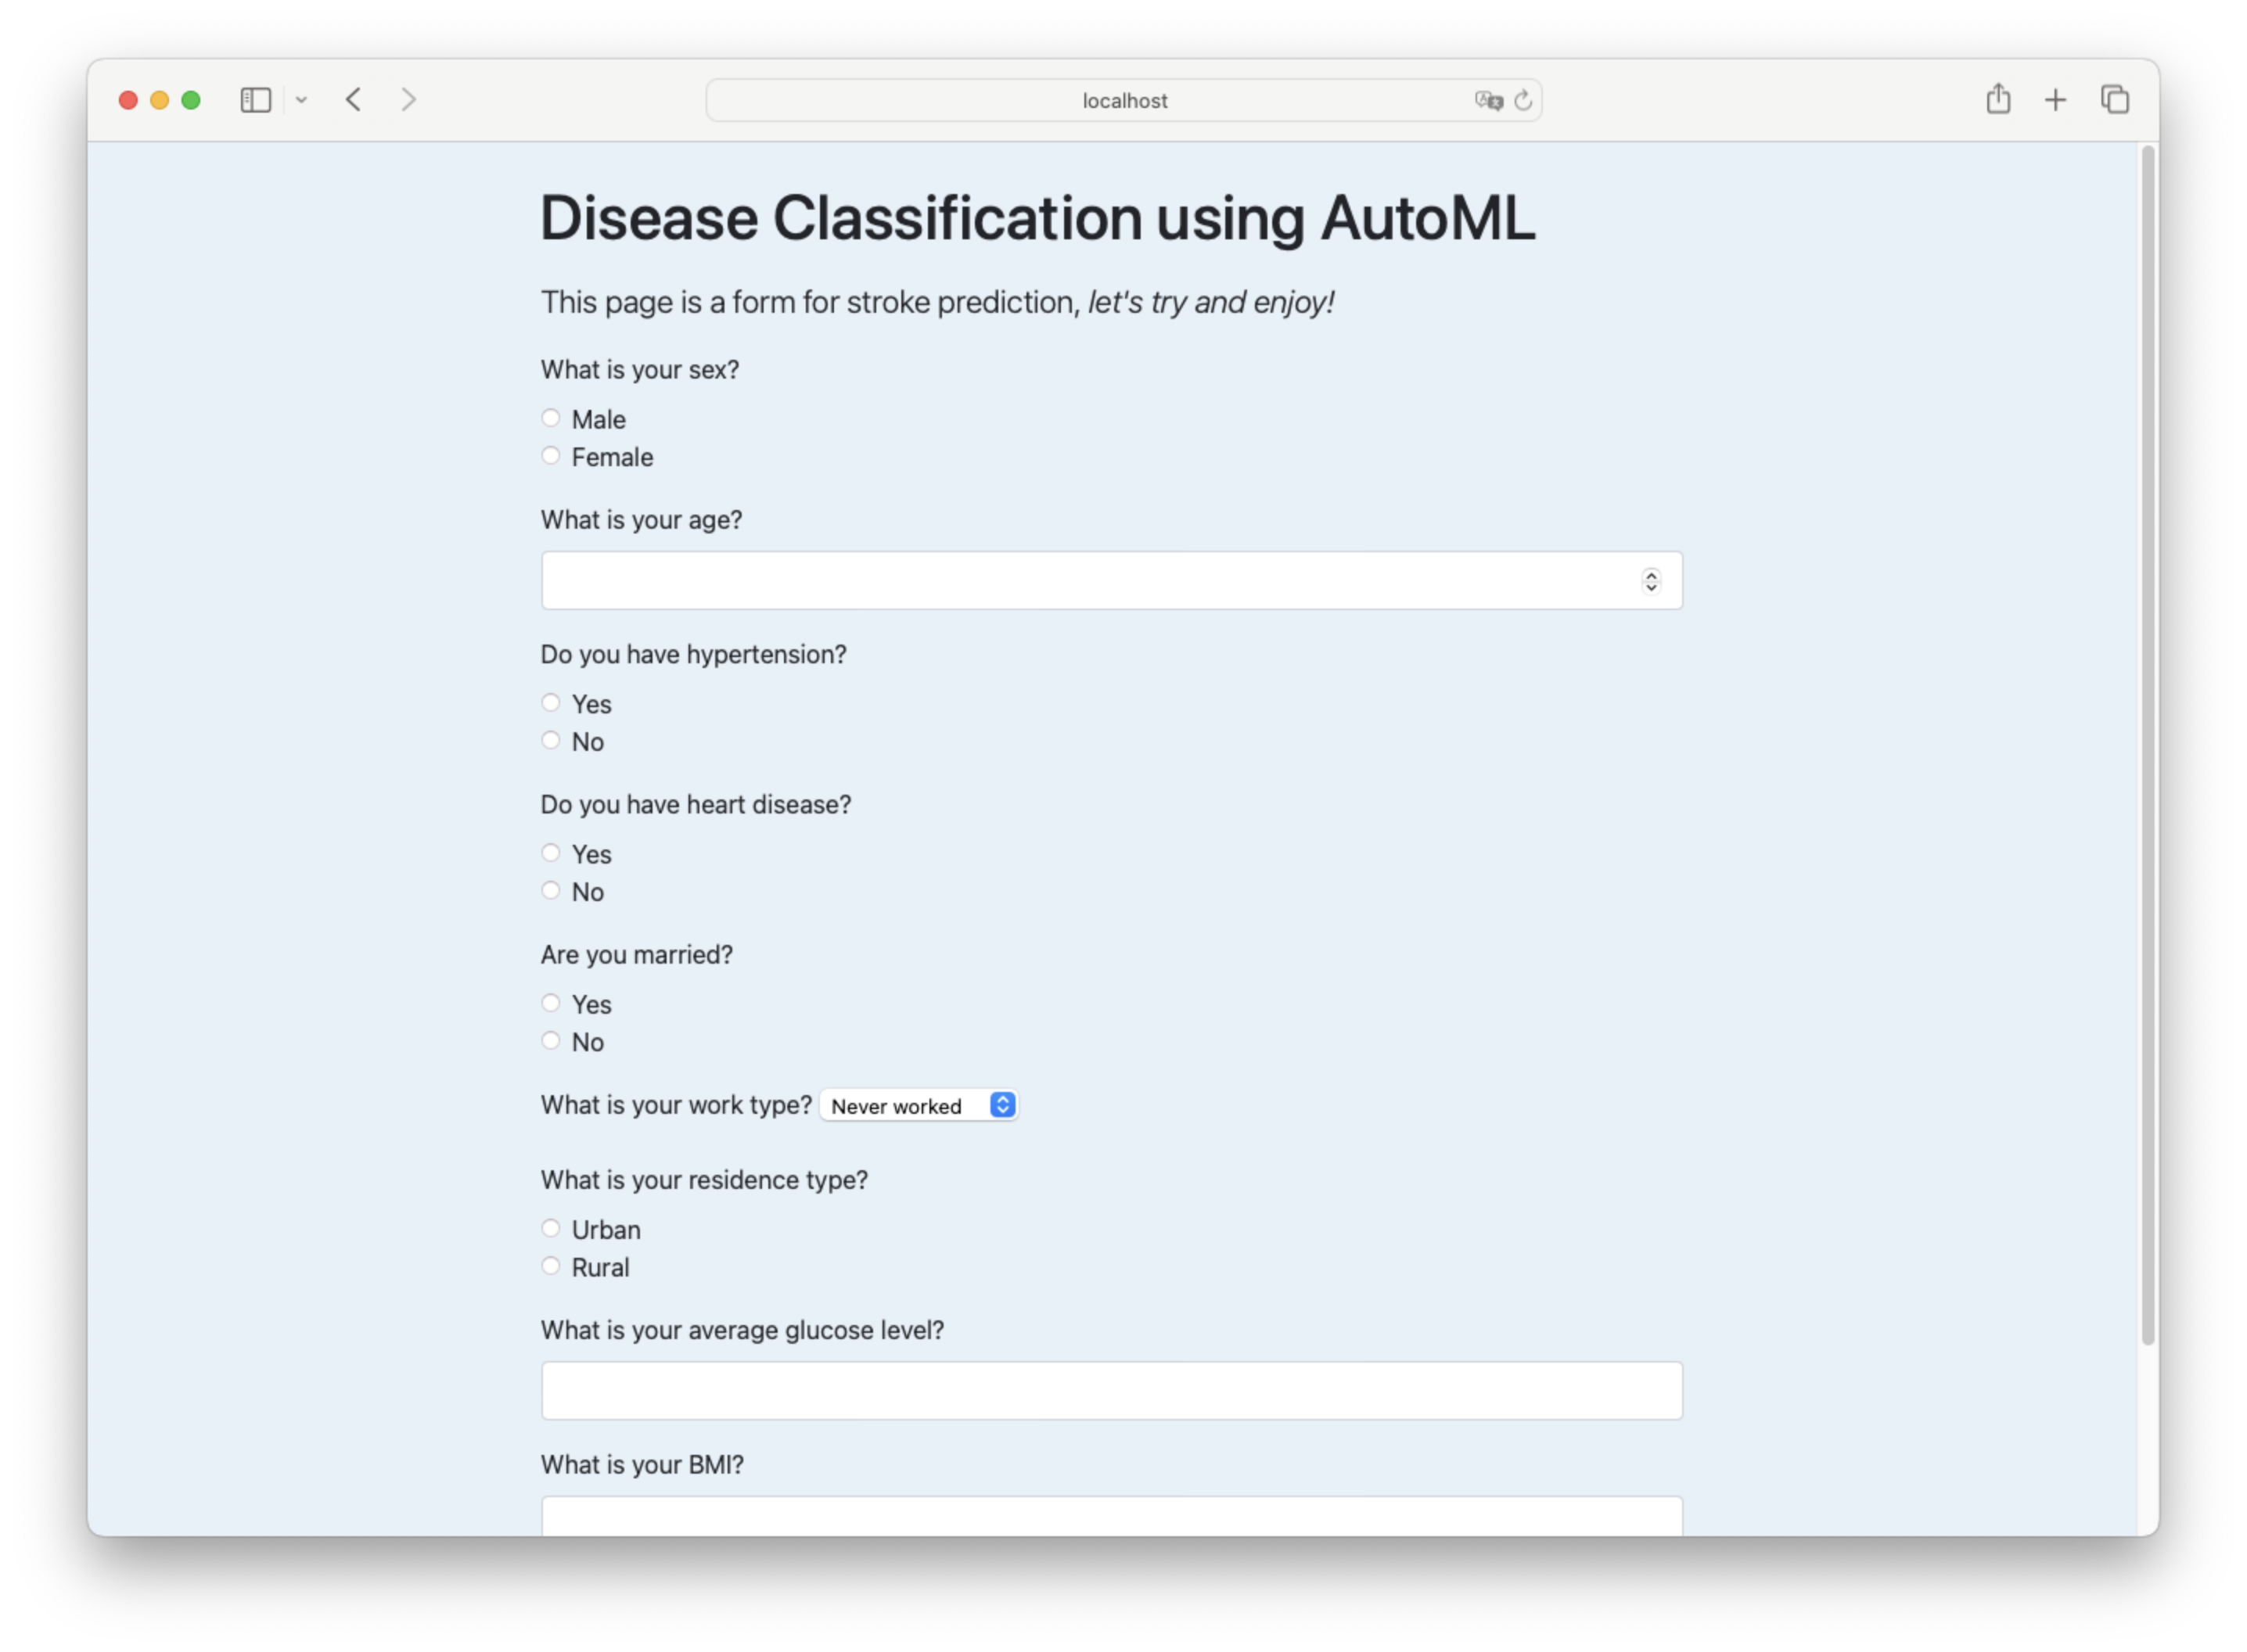 localhost
Disease Classification using AutoML
This page is a form for stroke prediction, let's try and enjoy!
What is your sex?
Male
Female
What is your age?
Do you have hypertension?
Yes
No
Do you have heart disease?
Yes
No
Are you married?
Yes
No
What is your work type? Never worked
What is your residence type?
Urban
Rural
What is your average glucose level?
What is your BMI?